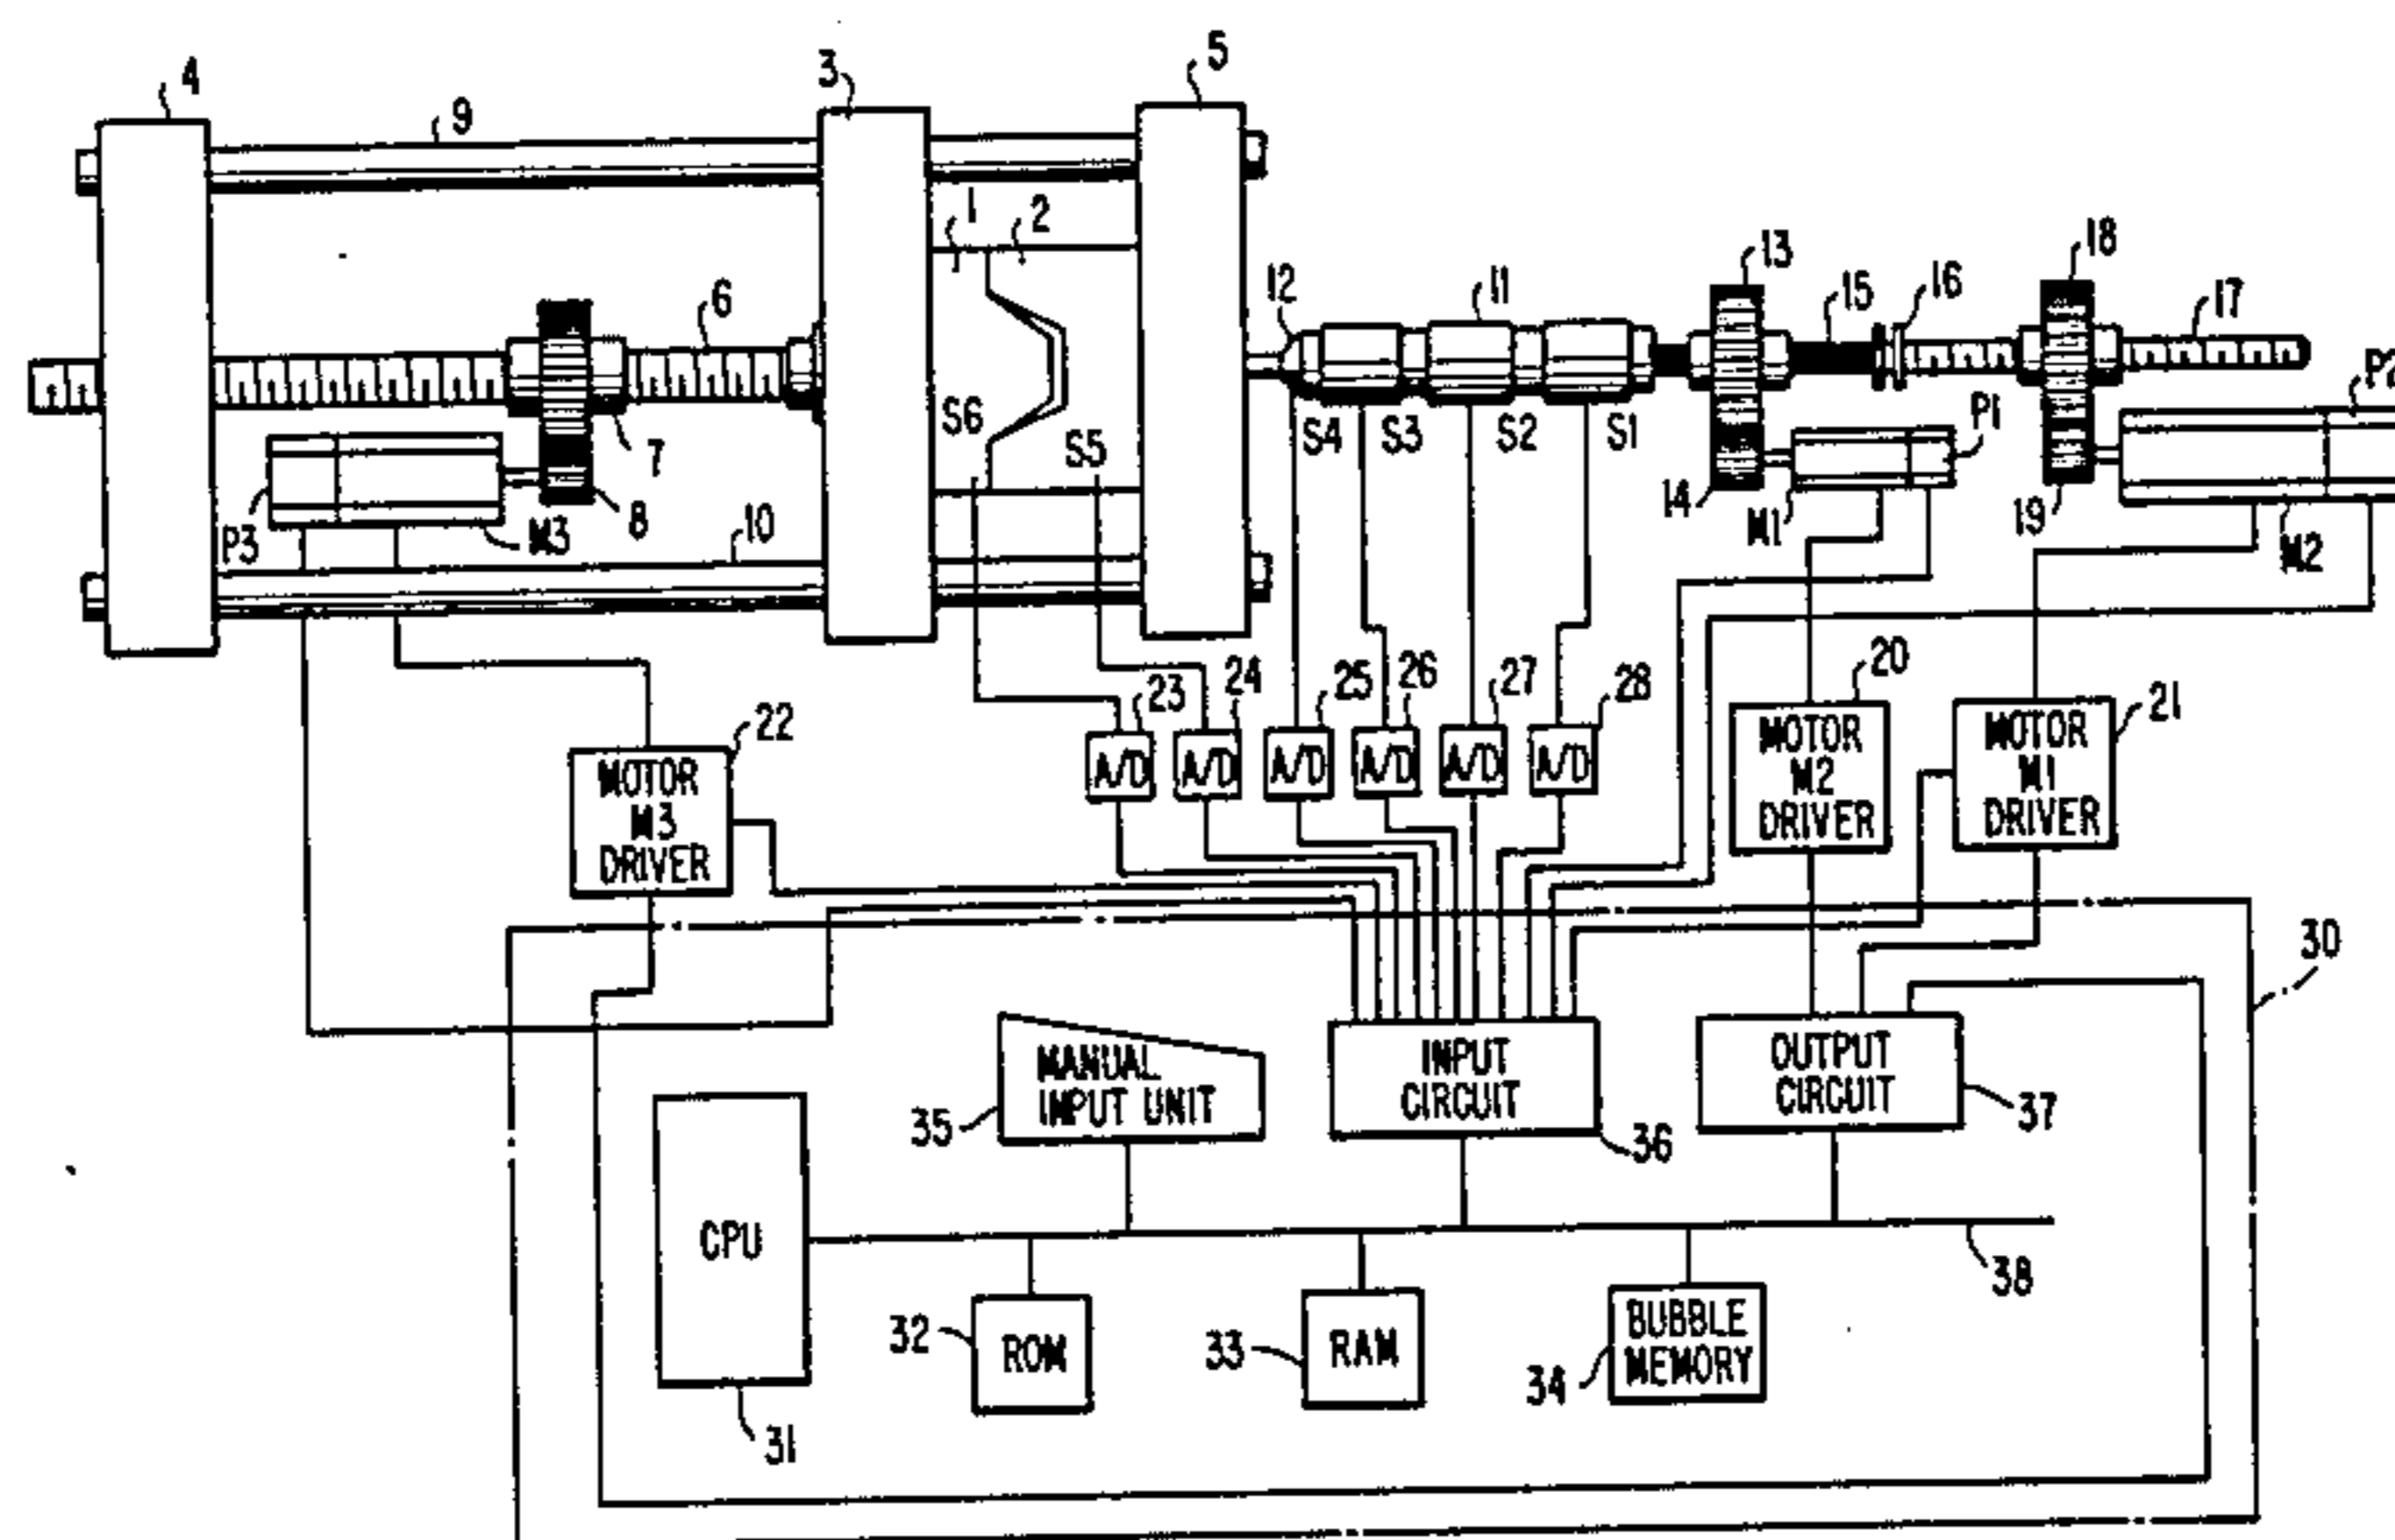 4
9
3
5
1
2
6
12
11
13
15
16
18
17
P2
S6
S5
S4
S3
S2
S1
P1
7
8
P3
M3
10
14
M1
19
M2
20
21
22
23
24
25
26
27
28
MOTOR
M3
DRIVER
A/D
A/D
A/D
A/D
A/D
A/D
MOTOR
M2
DRIVER
MOTOR
M1
DRIVER
30
MANUAL
INPUT UNIT
35
INPUT
CIRCUIT
36
OUTPUT
CIRCUIT
37
CPU
31
38
32
ROM
33
RAM
34
BUBBLE
MEMORY